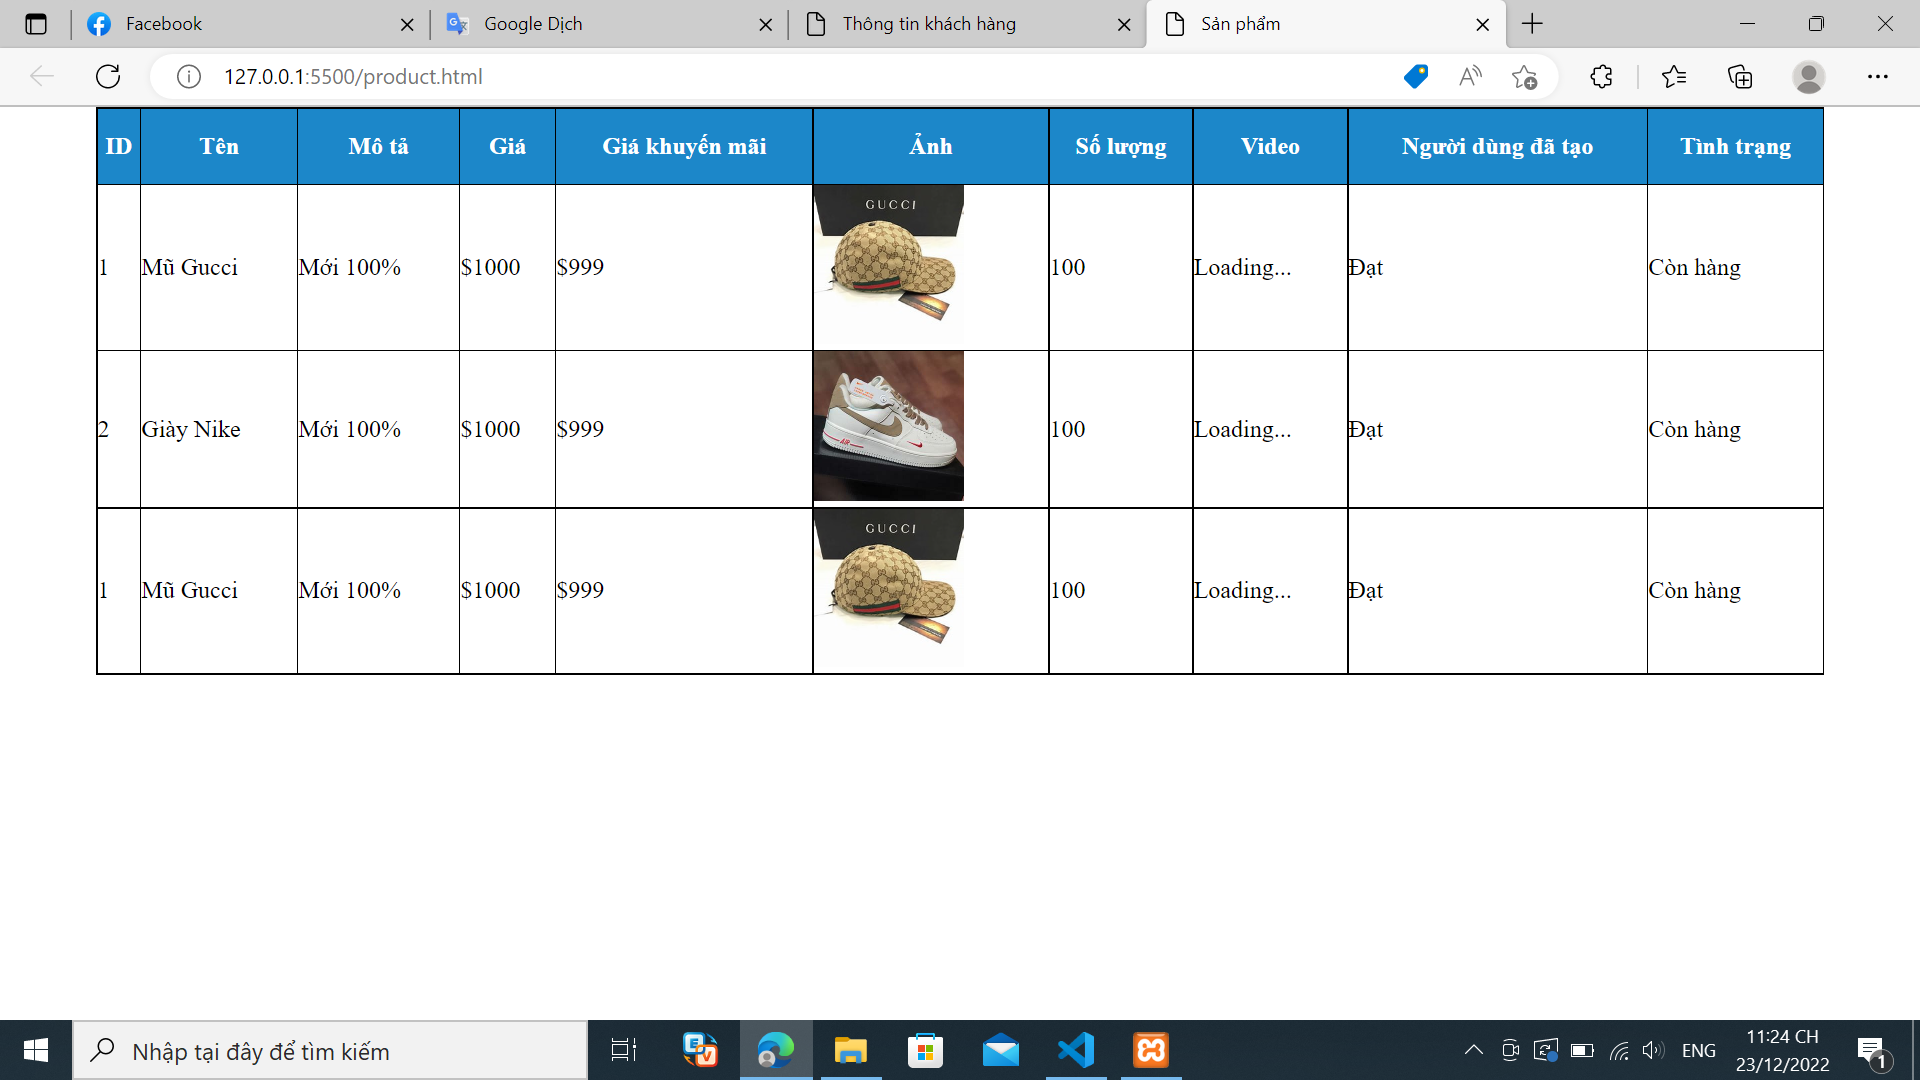 Facebook
Google Dịch
Thông tin khách hàng
Sản phẩm
127.0.0.1:5500/product.html
ID Tên Mô tả Giá Giá khuyến mãi Ảnh Số lượng Video Người dùng đã tạo Tình trạng
GUCCI
1 Mũ Gucci Mới 100% $1000 $999 100 Loading... Đạt Còn hàng
2 Giày Nike Mới 100% $1000 $999 100 Loading... Đạt Còn hàng
AIR
GUCCI
1 Mũ Gucci Mới 100% $1000 $999 100 Loading... Đạt Còn hàng
Nhập tại đây để tìm kiếm
ENG
11:24 CH
23/12/2022
1